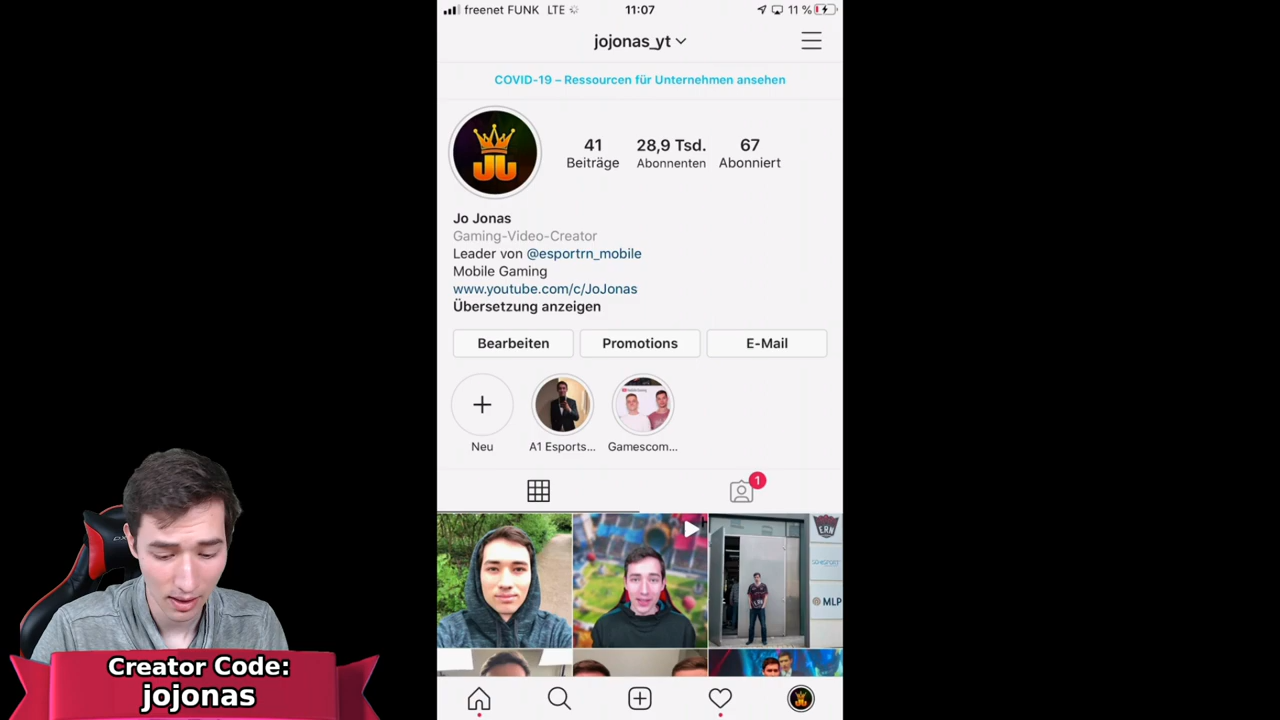 freenet FUNK LTE 11:07 11 %
jojonas_yt
COVID-19 – Ressourcen für Unternehmen ansehen
41 28,9 Tsd. 67
Beiträge Abonnenten Abonniert
Jo Jonas
Gaming-Video-Creator
Leader von @esportrn_mobile
Mobile Gaming
www.youtube.com/c/JoJonas
Übersetzung anzeigen
Bearbeiten Promotions E-Mail
Neu A1 Esports... Gamescom...
1
ERN
MLP
Creator Code:
jojonas